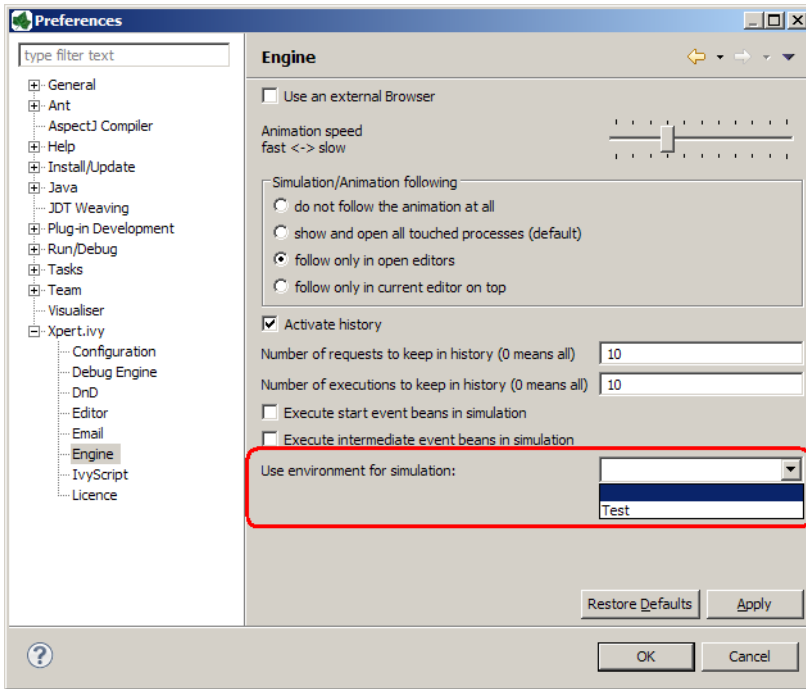 Preferences
type filter text
General
Ant
AspectJ Compiler
Help
Install/Update
Java
JDT Weaving
Plug-in Development
Run/Debug
Tasks
Team
Visualiser
Xpert.ivy
Configuration
Debug Engine
DnD
Editor
Email
Engine
IvyScript
Licence
Engine
Use an external Browser
Animation speed
fast <-> slow
Simulation/Animation following
do not follow the animation at all
show and open all touched processes (default)
follow only in open editors
follow only in current editor on top
Activate history
Number of requests to keep in history (0 means all) 10
Number of executions to keep in history (0 means all) 10
Execute start event beans in simulation
Execute intermediate event beans in simulation
Use environment for simulation:
Test
Restore Defaults Apply
? OK Cancel